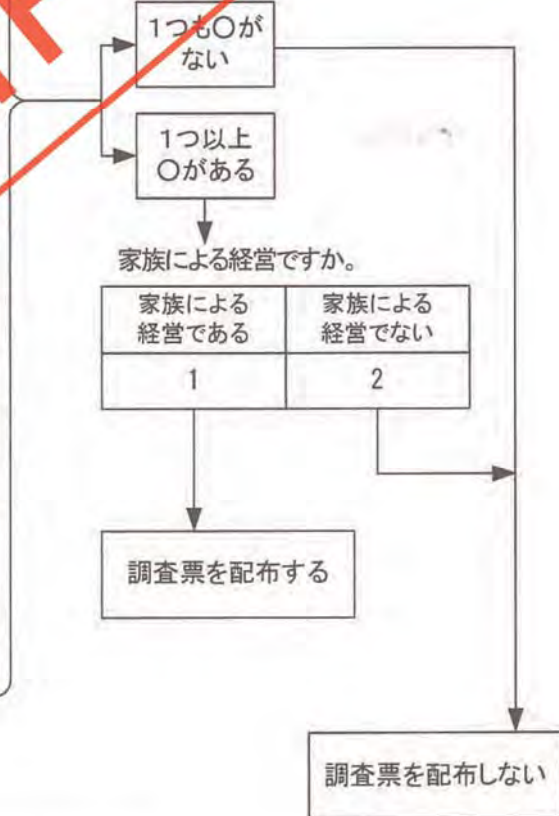 1つも〇が
ない
1つ以上
〇がある
家族による経営ですか。
家族による
経営である
家族による
経営でない
1
2
調査票を配布する
調査票を配布しない